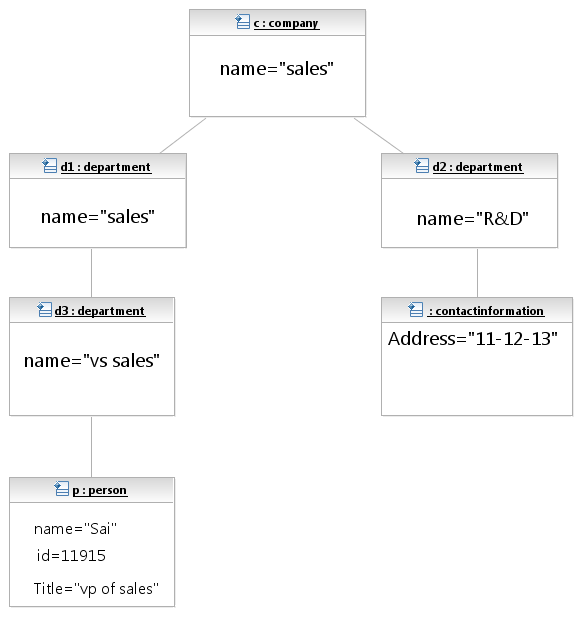 c : company
name="sales"
d1 : department
name="sales"
d2 : department
name="R&D"
d3 : department
name="vs sales"
: contactinformation
Address="11-12-13"
p : person
name="Sai"
id=11915
Title="vp of sales"